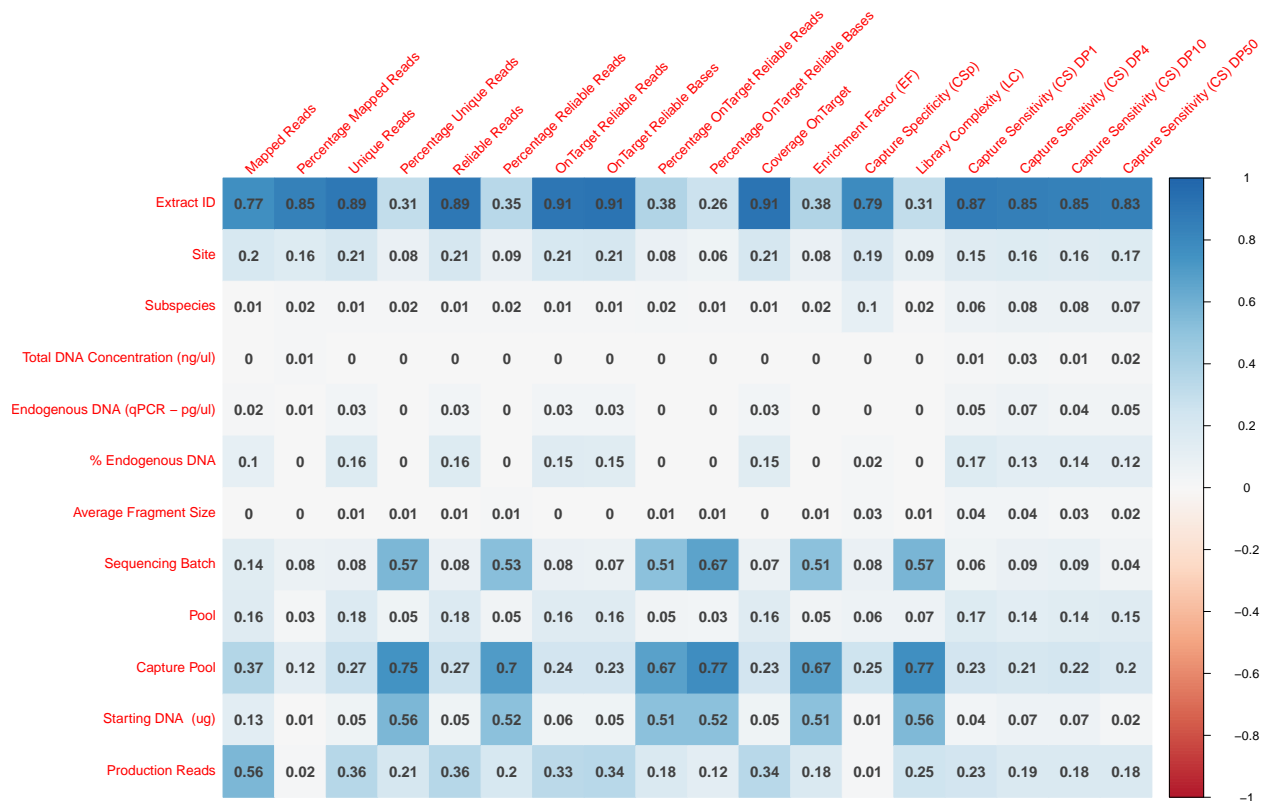 Mapped Reads
Percentage Mapped Reads
Unique Reads
Percentage Unique Reads
Reliable Reads
Percentage Reliable Reads
OnTarget Reliable Reads
OnTarget Reliable Bases
Percentage OnTarget Reliable Reads
Percentage OnTarget Reliable Bases
Coverage OnTarget
Enrichment Factor (EF)
Capture Specificity (CSp)
Library Complexity (LC)
Capture Sensitivity (CS) DP1
Capture Sensitivity (CS) DP4
Capture Sensitivity (CS) DP10
Capture Sensitivity (CS) DP50
Extract ID 0.77 0.85 0.89 0.31 0.89 0.35 0.91 0.91 0.38 0.26 0.91 0.38 0.79 0.31 0.87 0.85 0.85 0.83
Site 0.2 0.16 0.21 0.08 0.21 0.09 0.21 0.21 0.08 0.06 0.21 0.08 0.19 0.09 0.15 0.16 0.16 0.17
Subspecies 0.01 0.02 0.01 0.02 0.01 0.02 0.01 0.01 0.02 0.01 0.01 0.02 0.1 0.02 0.06 0.08 0.08 0.07
Total DNA Concentration (ng/ul) 0 0.01 0 0 0 0 0 0 0 0 0 0 0 0 0.01 0.03 0.01 0.02
Endogenous DNA (qPCR − pg/ul) 0.02 0.01 0.03 0 0.03 0 0.03 0.03 0 0 0.03 0 0 0 0.05 0.07 0.04 0.05
% Endogenous DNA 0.1 0 0.16 0 0.16 0 0.15 0.15 0 0 0.15 0 0.02 0 0.17 0.13 0.14 0.12
Average Fragment Size 0 0 0.01 0.01 0.01 0.01 0 0 0.01 0.01 0 0.01 0.03 0.01 0.04 0.04 0.03 0.02
Sequencing Batch 0.14 0.08 0.08 0.57 0.08 0.53 0.08 0.07 0.51 0.67 0.07 0.51 0.08 0.57 0.06 0.09 0.09 0.04
Pool 0.16 0.03 0.18 0.05 0.18 0.05 0.16 0.16 0.05 0.03 0.16 0.05 0.06 0.07 0.17 0.14 0.14 0.15
Capture Pool 0.37 0.12 0.27 0.75 0.27 0.7 0.24 0.23 0.67 0.77 0.23 0.67 0.25 0.77 0.23 0.21 0.22 0.2
Starting DNA (ug) 0.13 0.01 0.05 0.56 0.05 0.52 0.06 0.05 0.51 0.52 0.05 0.51 0.01 0.56 0.04 0.07 0.07 0.02
Production Reads 0.56 0.02 0.36 0.21 0.36 0.2 0.33 0.34 0.18 0.12 0.34 0.18 0.01 0.25 0.23 0.19 0.18 0.18
1
0.8
0.6
0.4
0.2
0
−0.2
−0.4
−0.6
−0.8
−1